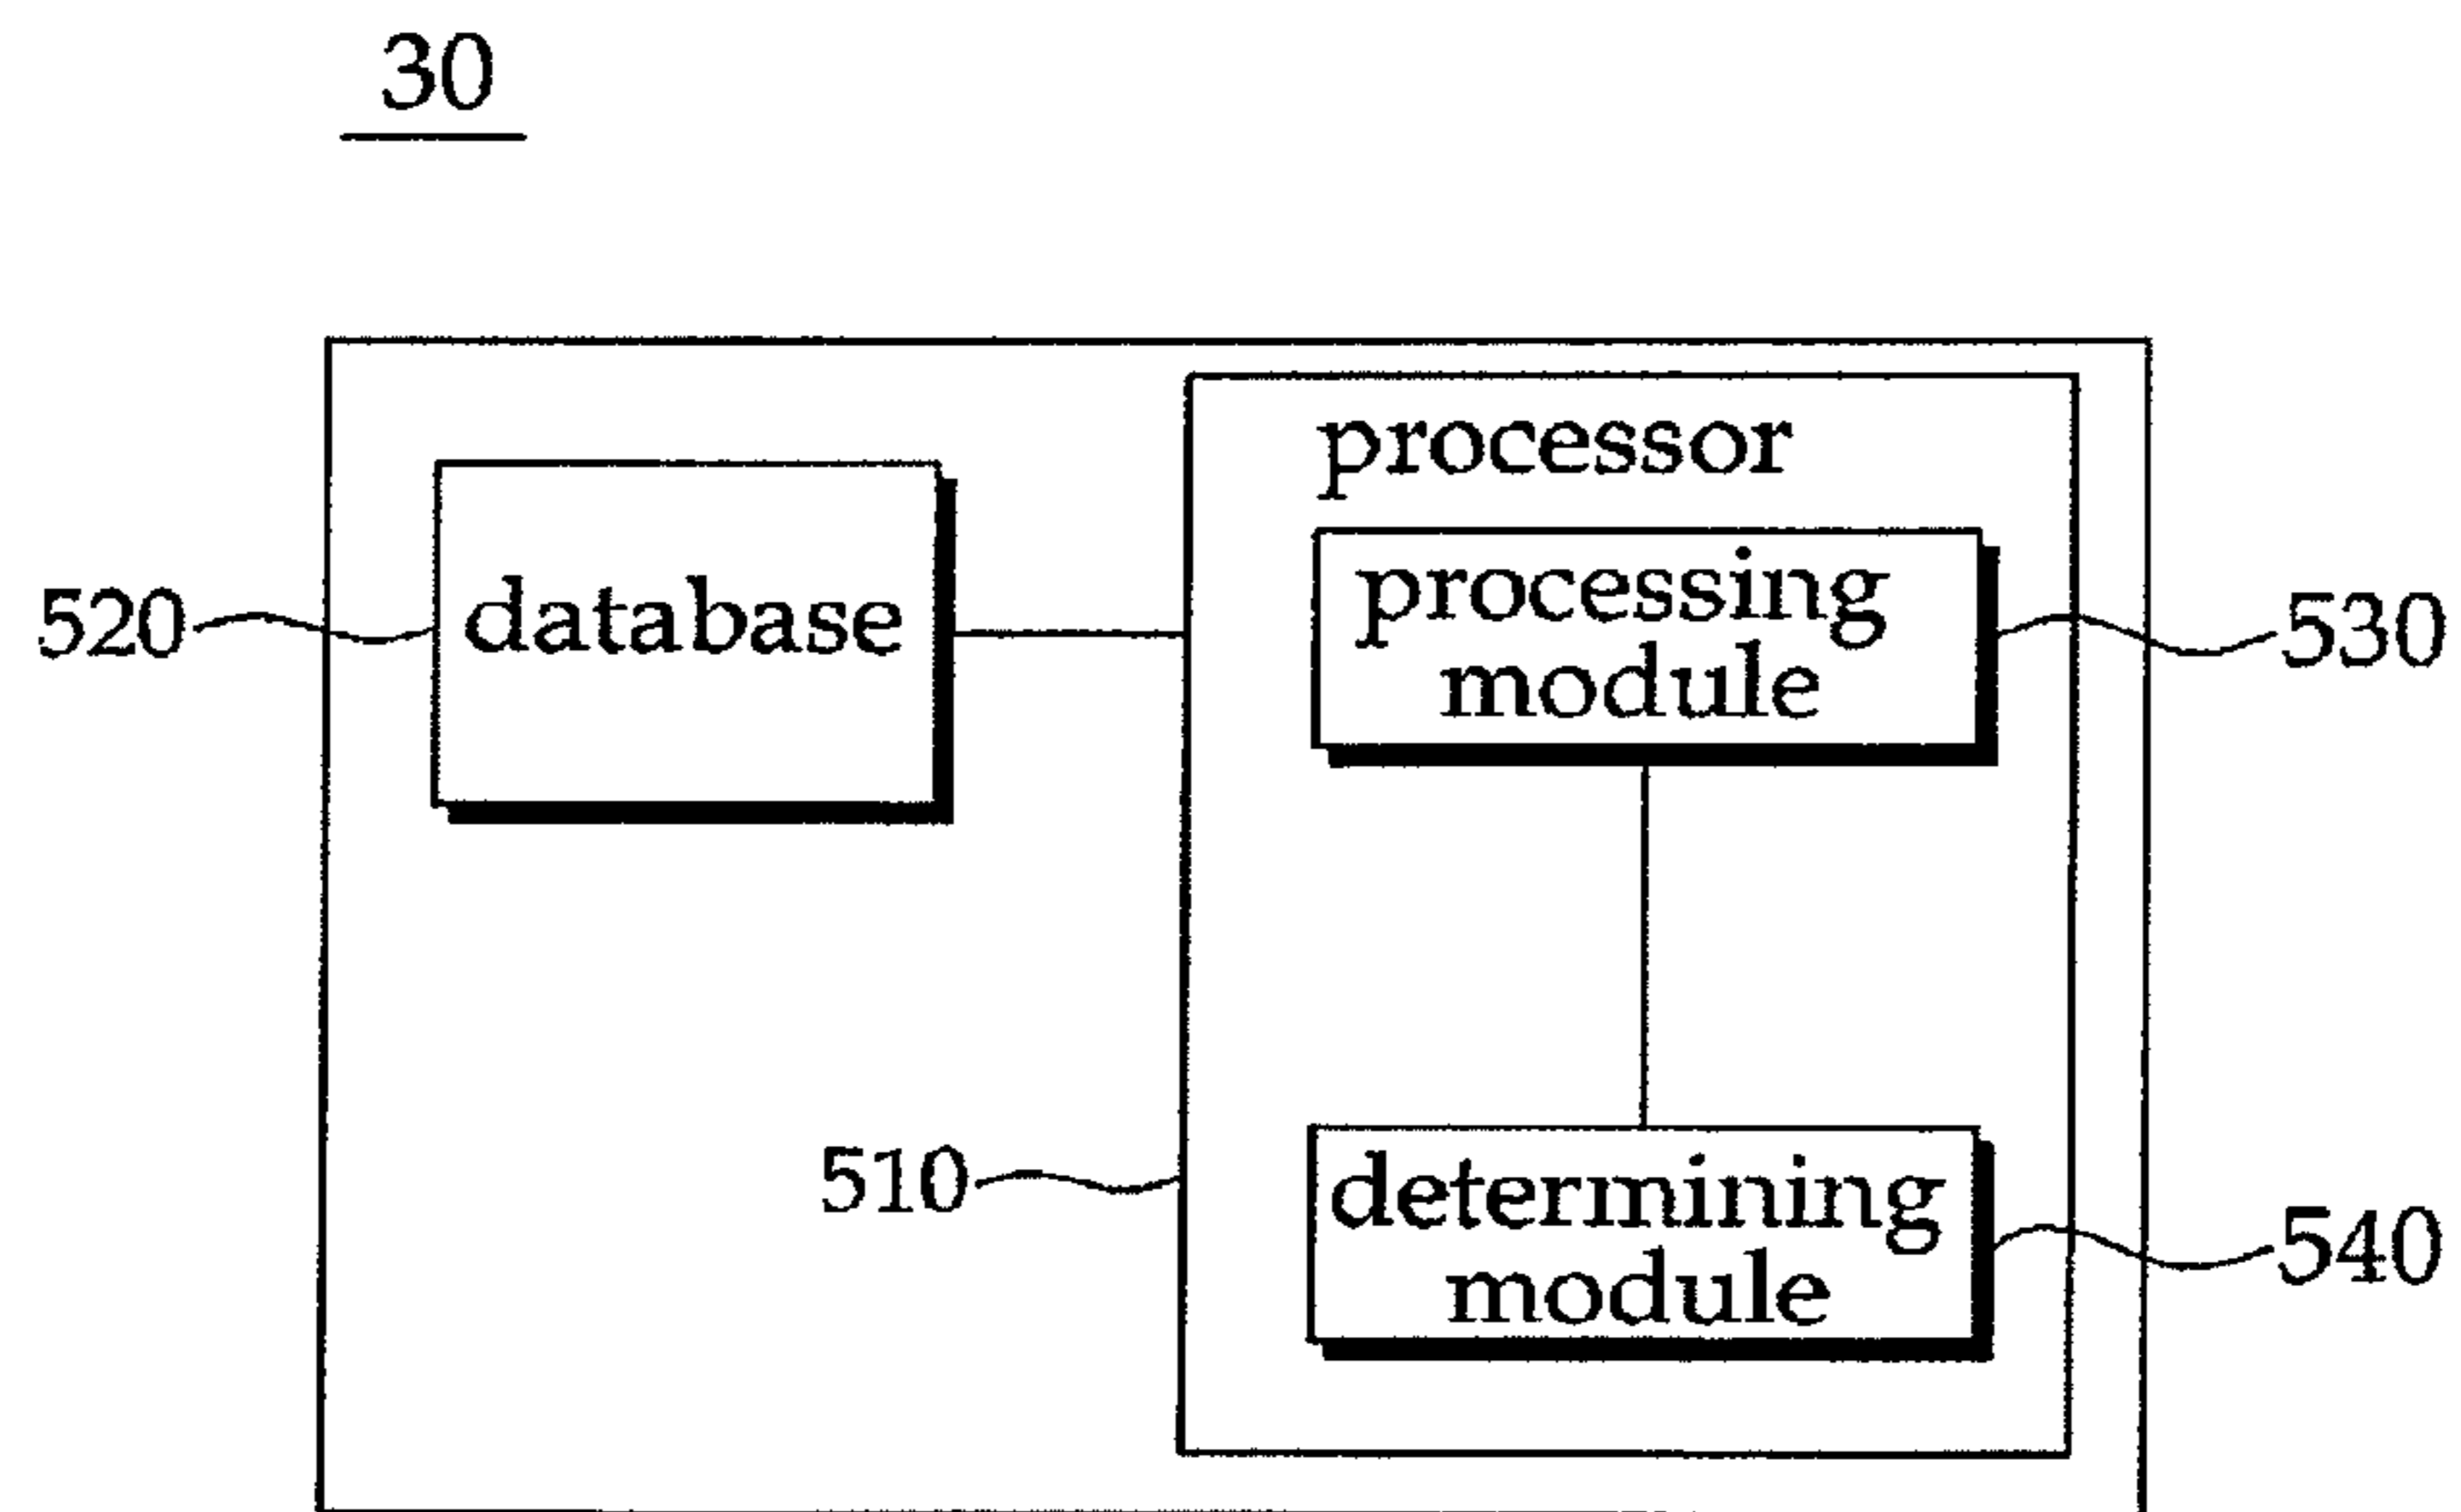 30
processor
processing
module
database
520
530
510
determining
module
540